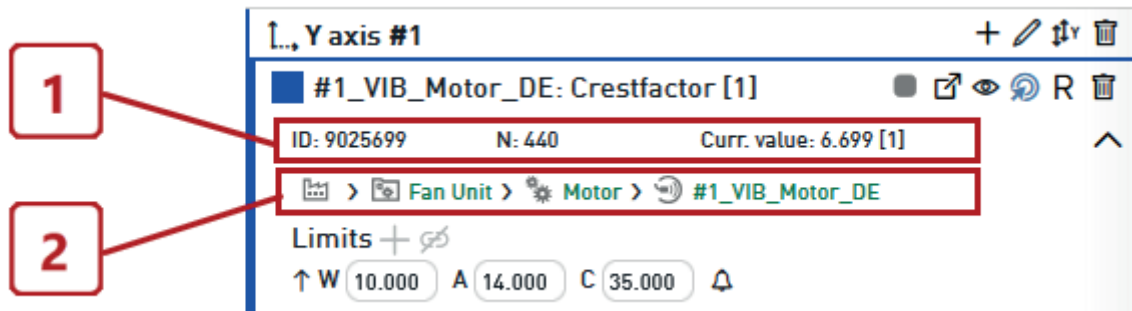 Y axis #1
1
#1_VIB_Motor_DE: Crestfactor [1] R
ID: 9025699 N: 440 Curr. value: 6.699 [1]
> Fan Unit > Motor > #1_VIB_Motor_DE
2
Limits
↑ W 10.000 A 14.000 C 35.000